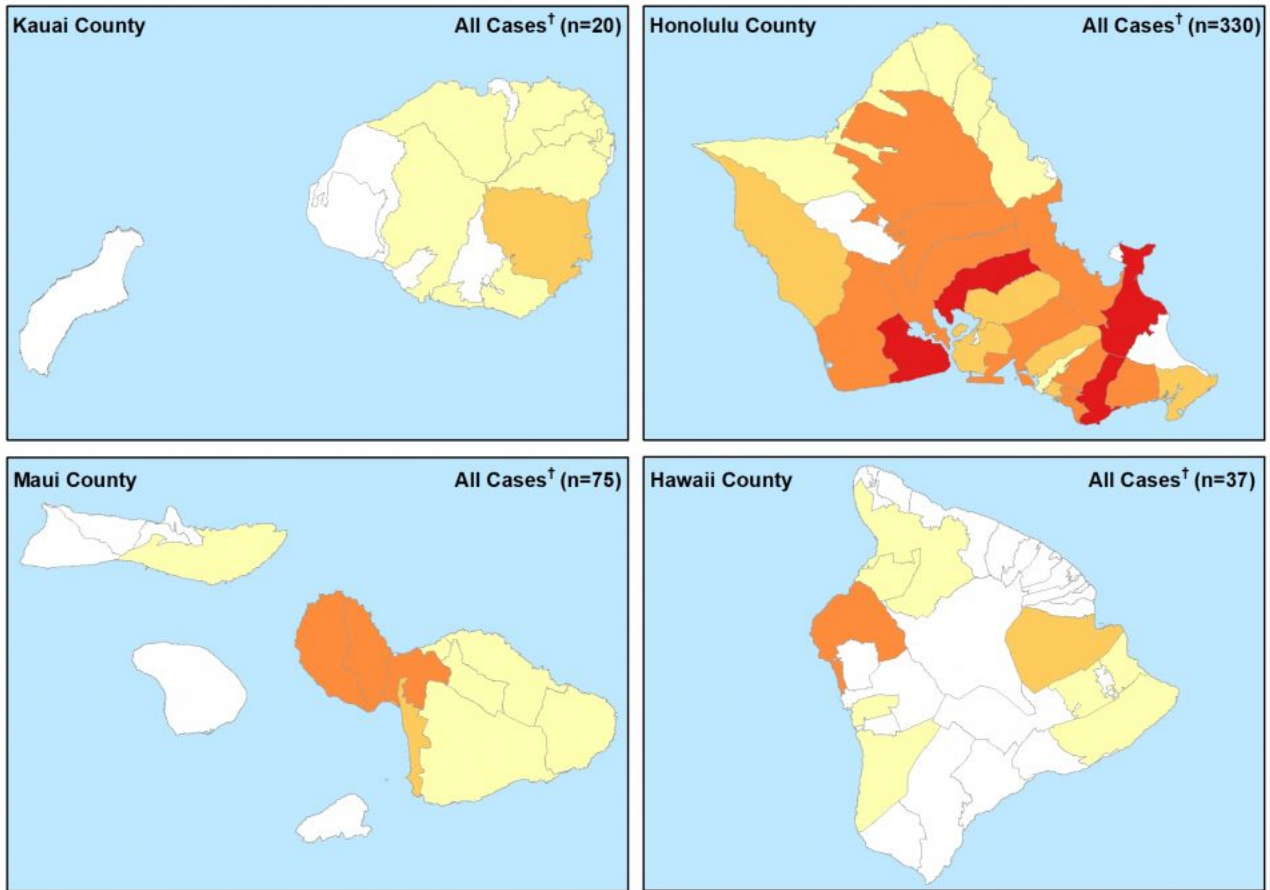 Kauai County All Cases† (n=20)
Honolulu County All Cases† (n=330)
Maui County All Cases† (n=75)
Hawaii County All Cases† (n=37)